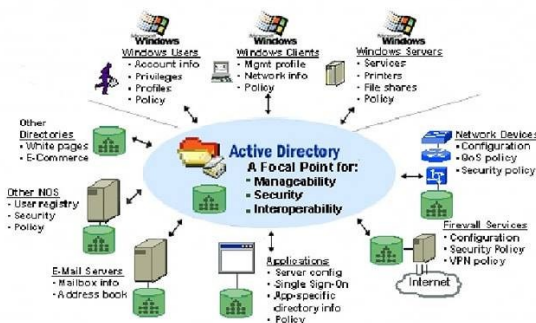 Microsoft
Windows
Microsoft
Windows
Microsoft
Windows
Windows Users
• Account info
• Privileges
• Profiles
• Policy
Windows Clients
• Mgmt profile
• Network info
• Policy
Windows Servers
• Services
• Printers
• File shares
• Policy
Other
Directories
• White pages
• E-Commerce
Active Directory
A Focal Point for:
• Manageability
• Security
• Interoperability
Network Devices
• Configuration
• QoS policy
• Security policy
Other NOS
• User registry
• Security
• Policy
Firewall Services
• Configuration
• Security Policy
• VPN policy
Internet
E-Mail Servers
• Mailbox info
• Address book
Applications
• Server config
• Single Sign-On
• App-specific
directory info
• Policy